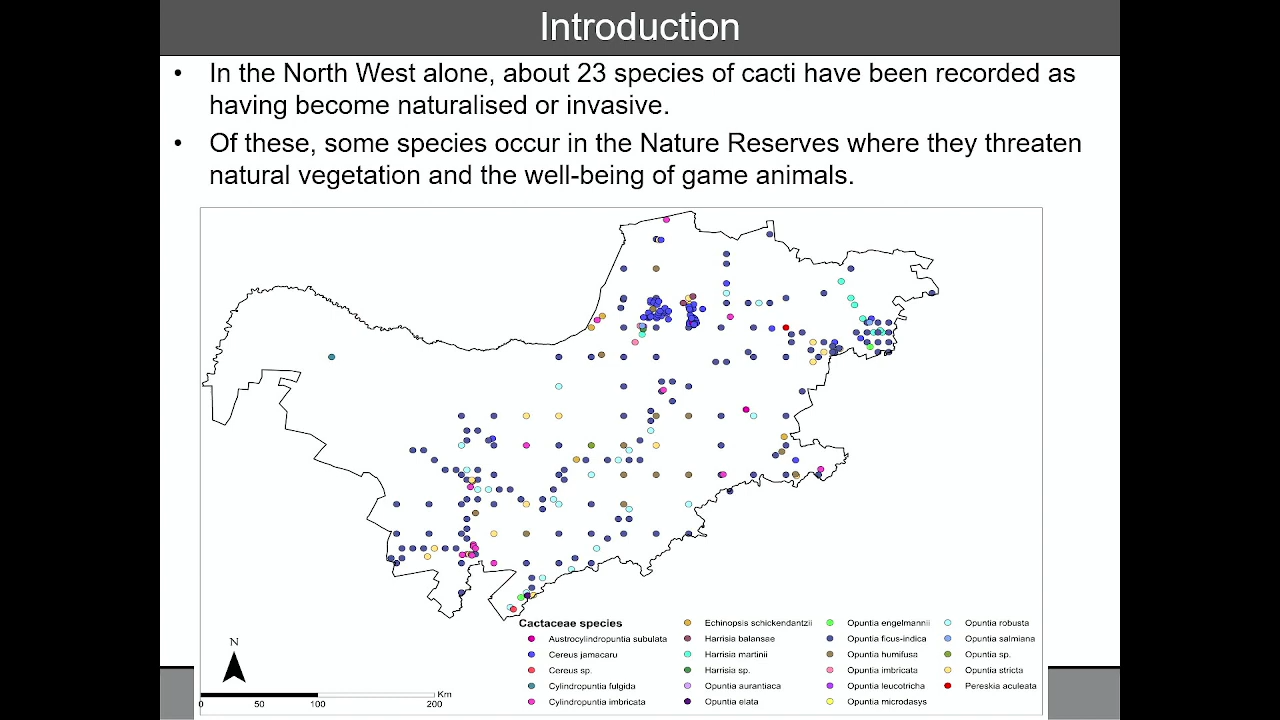 Introduction
• In the North West alone, about 23 species of cacti have been recorded as
having become naturalised or invasive.
• Of these, some species occur in the Nature Reserves where they threaten
natural vegetation and the well-being of game animals.
Cactaceae species
Austrocylindropuntia subulata
Cereus jamacaru
Cereus sp.
Cylindropuntia fulgida
Cylindropuntia imbricata
Echinopsis schickendantzii
Harrisia balansae
Harrisia martinii
Harrisia sp.
Opuntia aurantiaca
Opuntia elata
Opuntia engelmannii
Opuntia ficus-indica
Opuntia humifusa
Opuntia imbricata
Opuntia leucotricha
Opuntia microdasys
Opuntia robusta
Opuntia salmiana
Opuntia sp.
Opuntia stricta
Pereskia aculeata
N
Km
0 50 100 200